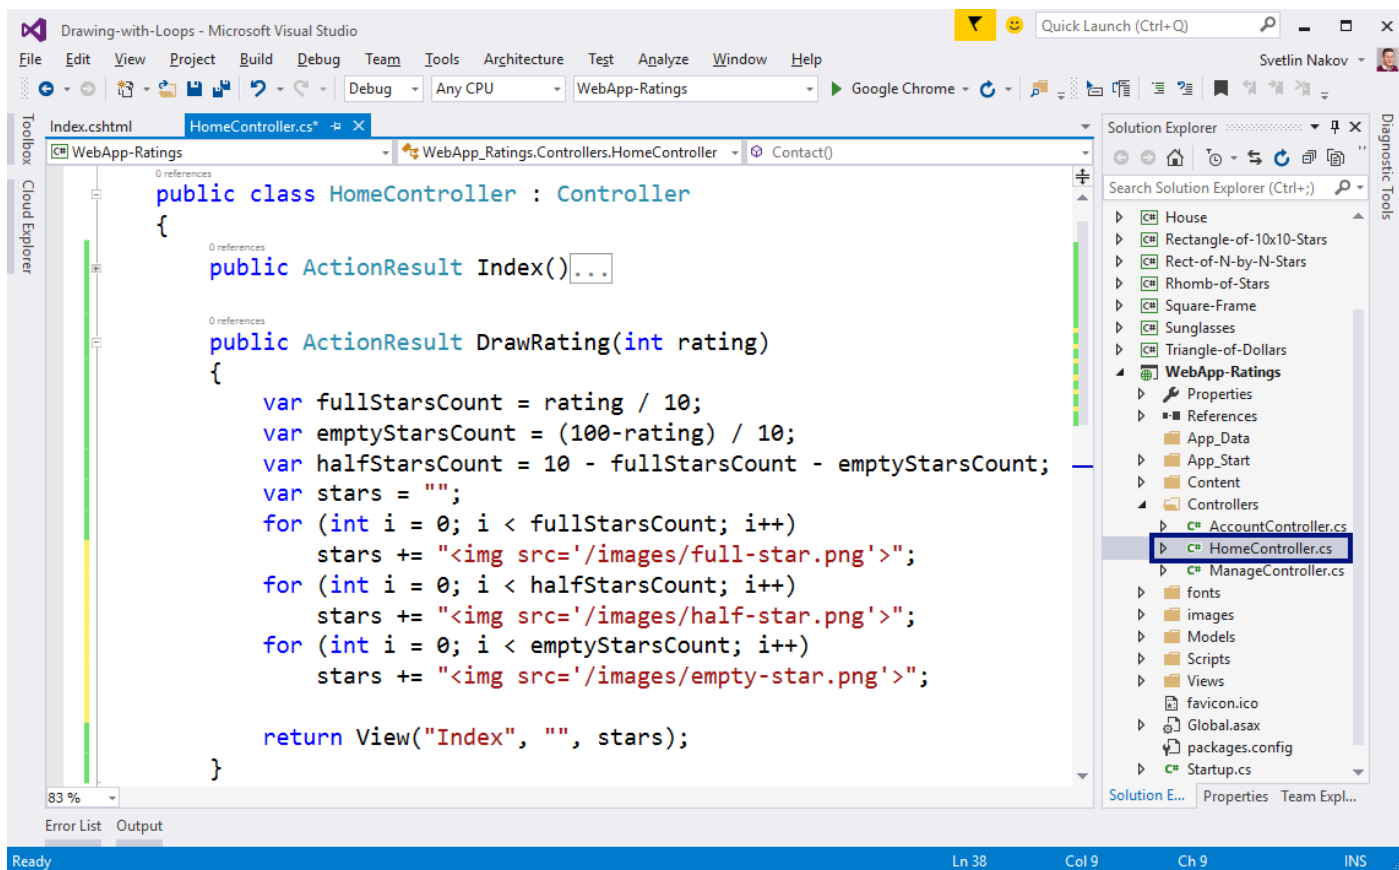 Drawing-with-Loops - Microsoft Visual Studio
Quick Launch (Ctrl+Q)
File Edit View Project Build Debug Team Tools Architecture Test Analyze Window Help
Svetlin Nakov
Debug Any CPU WebApp-Ratings Google Chrome
Toolbox
Cloud Explorer
Index.cshtml HomeController.cs*
WebApp-Ratings WebApp_Ratings.Controllers.HomeController Contact()
0 references
public class HomeController : Controller
{
0 references
public ActionResult Index()...
0 references
public ActionResult DrawRating(int rating)
{
var fullStarsCount = rating / 10;
var emptyStarsCount = (100-rating) / 10;
var halfStarsCount = 10 - fullStarsCount - emptyStarsCount;
var stars = "";
for (int i = 0; i < fullStarsCount; i++)
stars += "<img src='/images/full-star.png'>";
for (int i = 0; i < halfStarsCount; i++)
stars += "<img src='/images/half-star.png'>";
for (int i = 0; i < emptyStarsCount; i++)
stars += "<img src='/images/empty-star.png'>";
return View("Index", "", stars);
}
83 %
Solution Explorer
Search Solution Explorer (Ctrl+;)
C# House
C# Rectangle-of-10x10-Stars
C# Rect-of-N-by-N-Stars
C# Rhomb-of-Stars
C# Square-Frame
C# Sunglasses
C# Triangle-of-Dollars
WebApp-Ratings
Properties
References
App_Data
App_Start
Content
Controllers
C# AccountController.cs
C# HomeController.cs
C# ManageController.cs
fonts
images
Models
Scripts
Views
favicon.ico
Global.asax
packages.config
C# Startup.cs
Solution E... Properties Team Expl...
Diagnostic Tools
Error List Output
Ready Ln 38 Col 9 Ch 9 INS